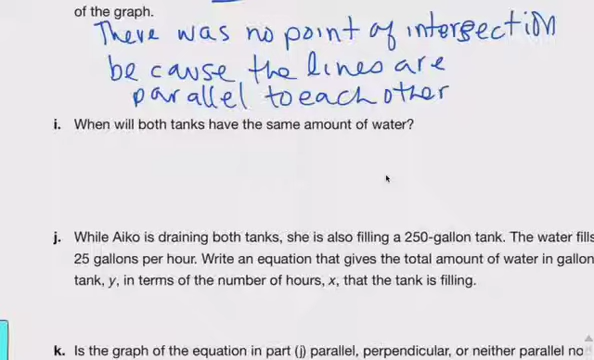 of the graph.
There was no point of intersection
because the lines are
parallel to each other
i. When will both tanks have the same amount of water?
j. While Aiko is draining both tanks, she is also filling a 250-gallon tank. The water fills
25 gallons per hour. Write an equation that gives the total amount of water in gallon
tank, y, in terms of the number of hours, x, that the tank is filling.
k. Is the graph of the equation in part (j) parallel, perpendicular, or neither parallel no